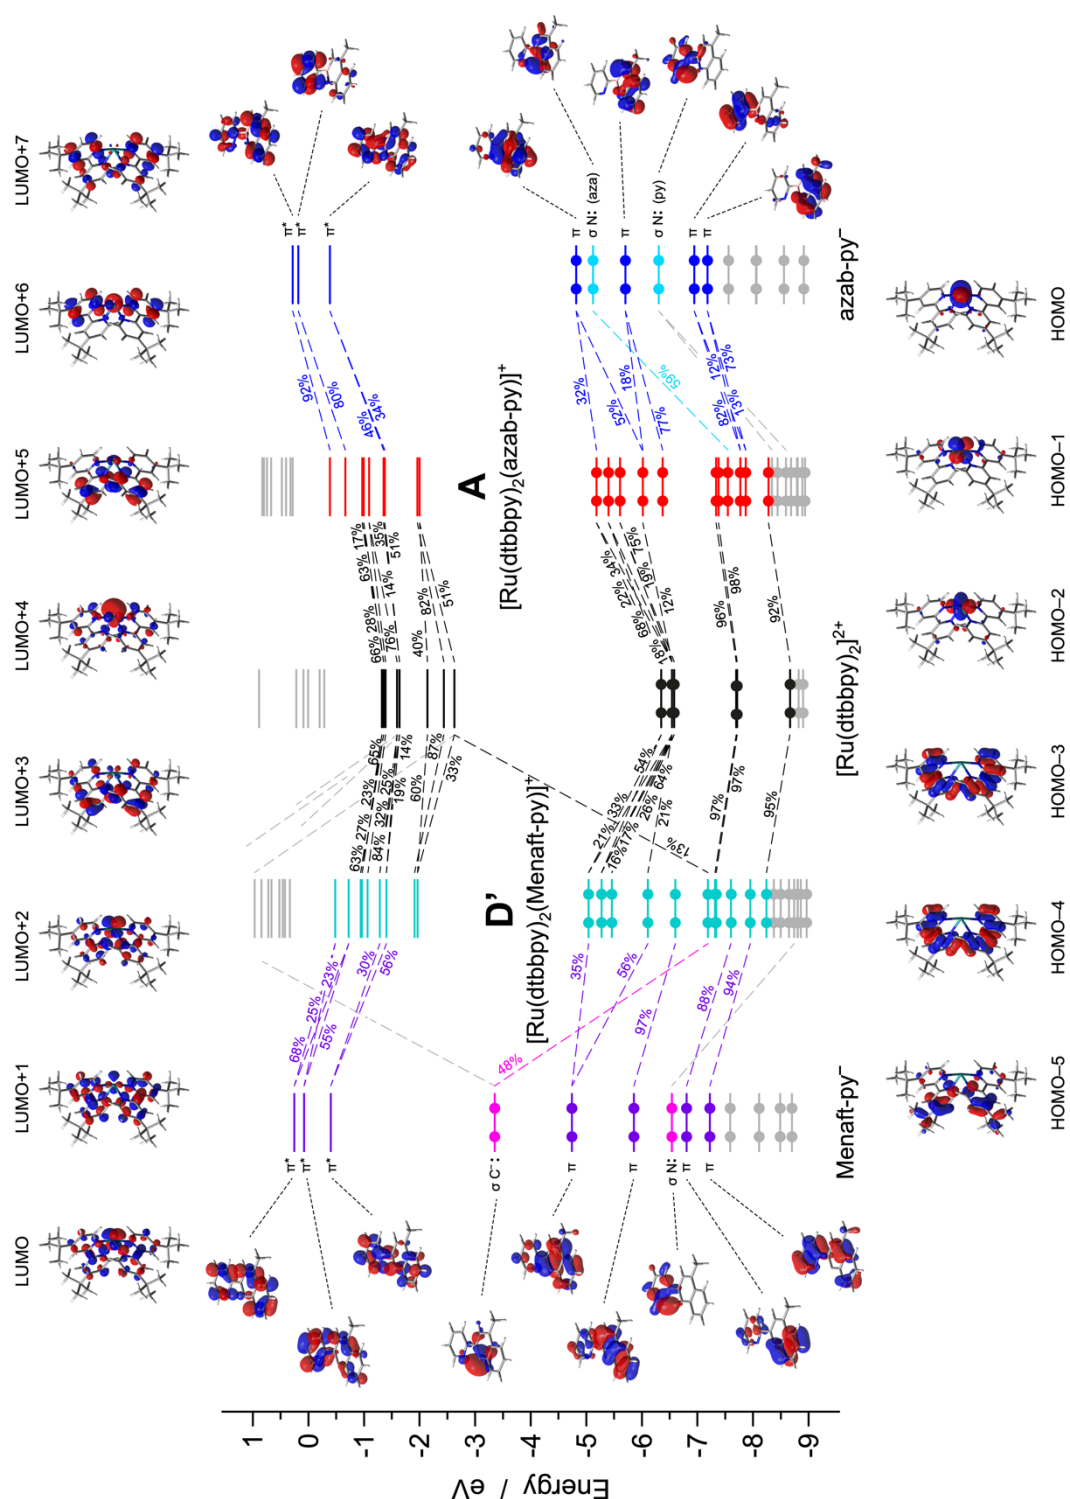 LUMO
LUMO+1
LUMO+2
LUMO+3
LUMO+4
LUMO+5
LUMO+6
LUMO+7
Energy / eV
1
0
-1
-2
-3
-4
-5
-6
-7
-8
-9
π*
π*
π*
σ C⁻:
π
π
σ N:
π
π
Menaft-py⁻
68%
25%
23%
55%
30%
56%
48%
35%
56%
97%
88%
94%
D’
[Ru(dtbbpy)₂(Menaft-py)]⁺
63%
27%
23%
65%
84%
32%
25%
19%
14%
60%
87%
33%
21%
33%
54%
16%
17%
26%
64%
21%
13%
97%
97%
95%
[Ru(dtbbpy)₂]²⁺
66%
28%
63%
17%
76%
14%
35%
51%
40%
82%
51%
18%
68%
22%
34%
12%
19%
75%
96%
98%
92%
A
[Ru(dtbbpy)₂(azab-py)]⁺
92%
80%
46%
34%
32%
52%
18%
77%
59%
82%
13%
12%
73%
π*
π*
π*
π
σ N: (aza)
π
σ N: (py)
π
π
azab-py⁻
HOMO–5
HOMO–4
HOMO–3
HOMO–2
HOMO–1
HOMO